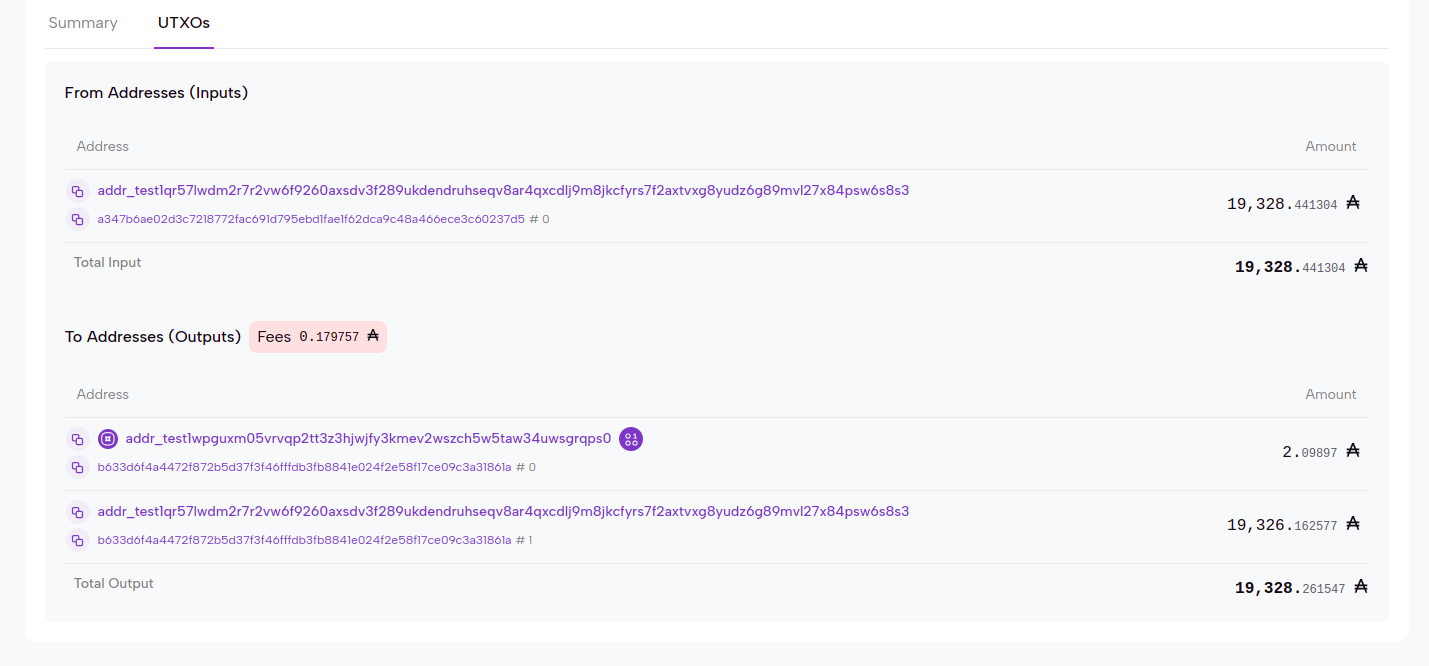 Summary UTXOs
From Addresses (Inputs)
Address Amount
addr_test1qr57lwdm2r7r2vw6f9260axsdv3f289ukdendruhseqv8ar4qxcdlj9m8jkcfyrs7f2axtvxg8yudz6g89mvl27x84psw6s8s3 19,328.441304 ₳
a347b6ae02d3c7218772fac691d795ebd1fae1f62dca9c48a466ece3c60237d5 # 0
Total Input 19,328.441304 ₳
To Addresses (Outputs) Fees 0.179757 ₳
Address Amount
addr_test1wpguxm05vrvqp2tt3z3hjwjfy3kmev2wszch5w5taw34uwsgrqps0 2.09897 ₳
b633d6f4a4472f872b5d37f3f46fffdb3fb8841e024f2e58f17ce09c3a31861a # 0
addr_test1qr57lwdm2r7r2vw6f9260axsdv3f289ukdendruhseqv8ar4qxcdlj9m8jkcfyrs7f2axtvxg8yudz6g89mvl27x84psw6s8s3 19,326.162577 ₳
b633d6f4a4472f872b5d37f3f46fffdb3fb8841e024f2e58f17ce09c3a31861a # 1
Total Output 19,328.261547 ₳